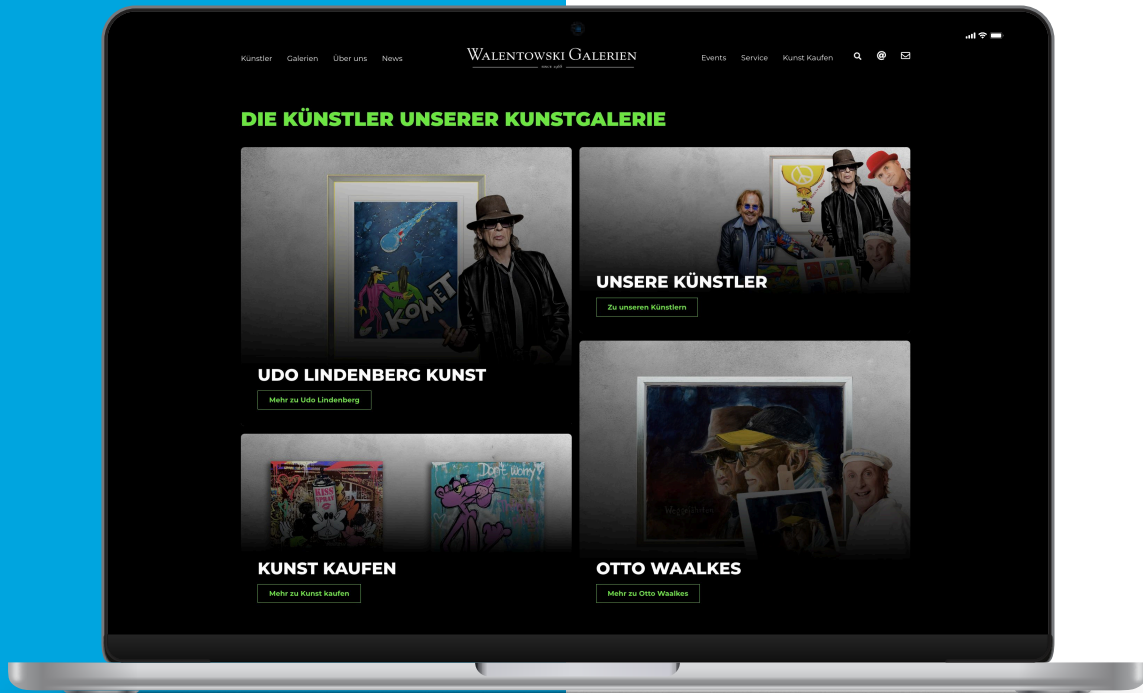 Künstler Galerien Über uns News
WALENTOWSKI GALERIEN
Events Service Kunst Kaufen
DIE KÜNSTLER UNSERER KUNSTGALERIE
KOMET
UDO LINDENBERG KUNST
Mehr zu Udo Lindenberg
UNSERE KÜNSTLER
Zu unseren Künstlern
KISS
Don't worry
KUNST KAUFEN
Mehr zu Kunst kaufen
OTTO WAALKES
Mehr zu Otto Waalkes